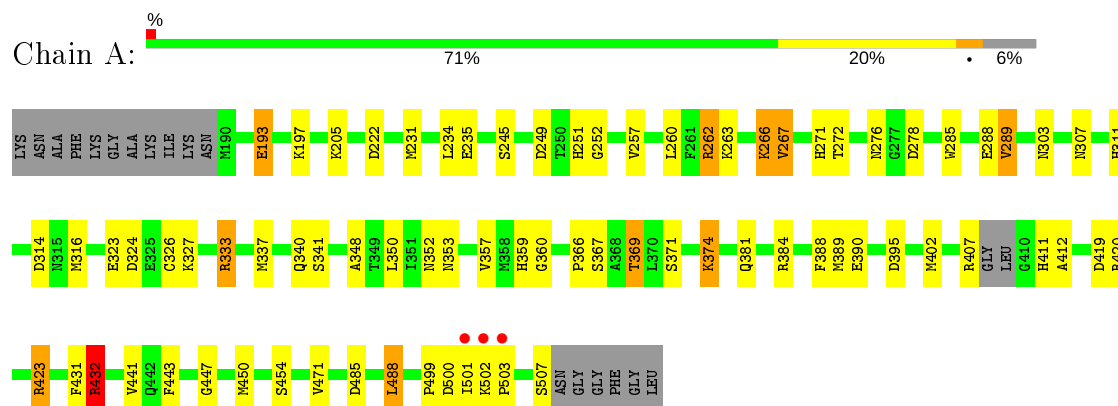 %
Chain A:
71% 20% • 6%
LYS ASN ALA PHE LYS GLY ALA LYS ILE LYS ASN M190 E193 K197 K205 D222 M231 L234 E235 S245 D249 T250 H251 G252 V257 L260 F261 R262 K263 K266 V267 H271 T272 N276 G277 D278 W285 E288 V289 N303 N307 H311
D314 N315 M316 E323 D324 E325 C326 K327 R333 M337 Q340 S341 A348 T349 L350 I351 N352 N353 V357 M358 H359 G360 P366 S367 A368 T369 L370 S371 K374 Q381 R384 F388 M389 E390 D395 M402 R407 GLY LEU G410 H411 A412 D419 R420
R423 F431 R432 V441 Q442 F443 G447 M450 S454 V471 D485 L488 P499 D500 I501 K502 P503 S507 ASN GLY GLY PHE GLY LEU